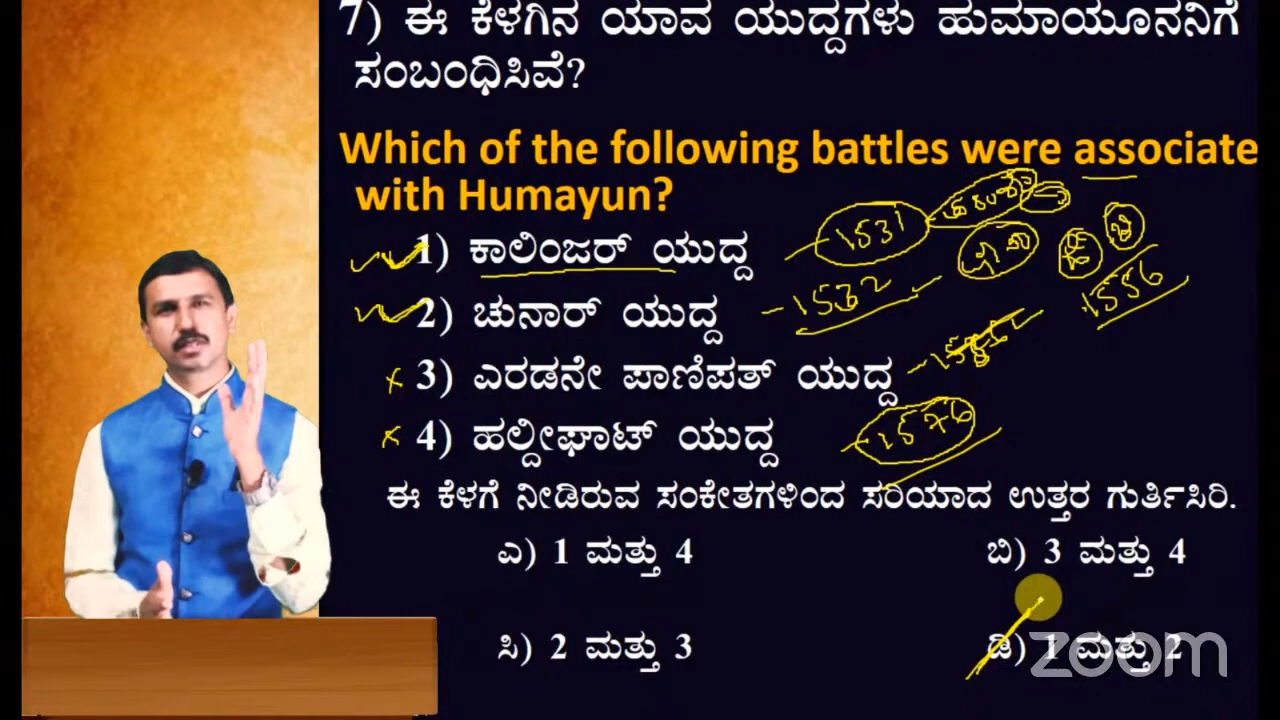 7) ಈ ಕೆಳಗಿನ ಯಾವ ಯುದ್ದಗಳು ಹುಮಾಯೂನನಿಗೆ
ಸಂಬಂಧಿಸಿವೆ?
Which of the following battles were associate
with Humayun?
1) ಕಾಲಿಂಜರ್ ಯುದ್ದ - 1531
2) ಚುನಾರ್ ಯುದ್ದ - 1532
1556
3) ಎರಡನೇ ಪಾಣಿಪತ್ ಯುದ್ದ
4) ಹಲ್ದೀಘಾಟ್ ಯುದ್ದ - 1576
ಈ ಕೆಳಗೆ ನೀಡಿರುವ ಸಂಕೇತಗಳಿಂದ ಸರಿಯಾದ ಉತ್ತರ ಗುರ್ತಿಸಿರಿ.
ಎ) 1 ಮತ್ತು 4 ಬಿ) 3 ಮತ್ತು 4
ಸಿ) 2 ಮತ್ತು 3 ಡಿ) 1 ಮತ್ತು 2
zoom